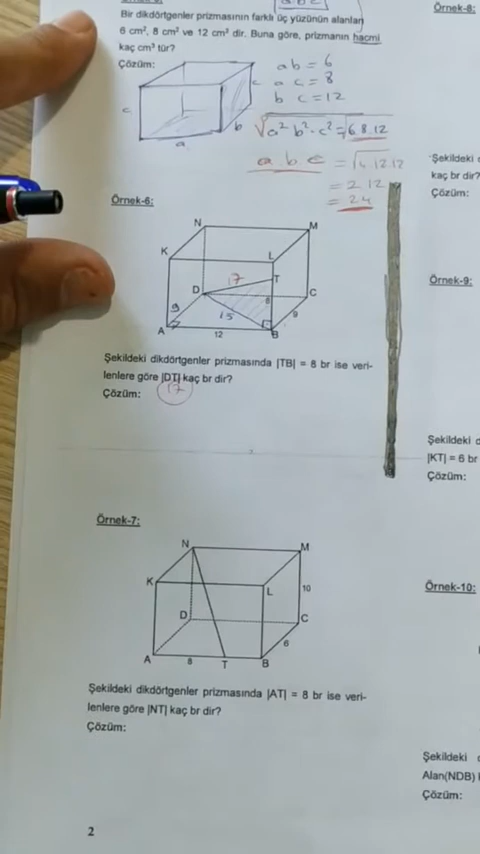 Örnek-8:
Bir dikdörtgenler prizmasının farklı üç yüzünün alanları
6 cm², 8 cm² ve 12 cm³ dir. Buna göre, prizmanın hacmi
kaç cm³ tür?
Çözüm:
a b = 6
a c = 8
b c = 12
√a² b² · c² = √6.8.12
a b c = √4.12.12
= 2 12
= 24
c
c
b
a
Örnek-6:
N
M
K
L
T
17
D
8
C
9
15
9
A
12
B
Şekildeki dikdörtgenler prizmasında |TB| = 8 br ise veri-
lenlere göre |DT| kaç br dir?
Çözüm:
17
Örnek-7:
N
M
K
L
10
D
C
6
A
8
T
B
Şekildeki dikdörtgenler prizmasında |AT| = 8 br ise veri-
lenlere göre |NT| kaç br dir?
Çözüm:
2
Şekildeki
kaç br dir?
Çözüm:
Örnek-9:
Şekildeki
|KT| = 6 br
Çözüm:
Örnek-10:
Şekildeki
Alan(NDB)
Çözüm: